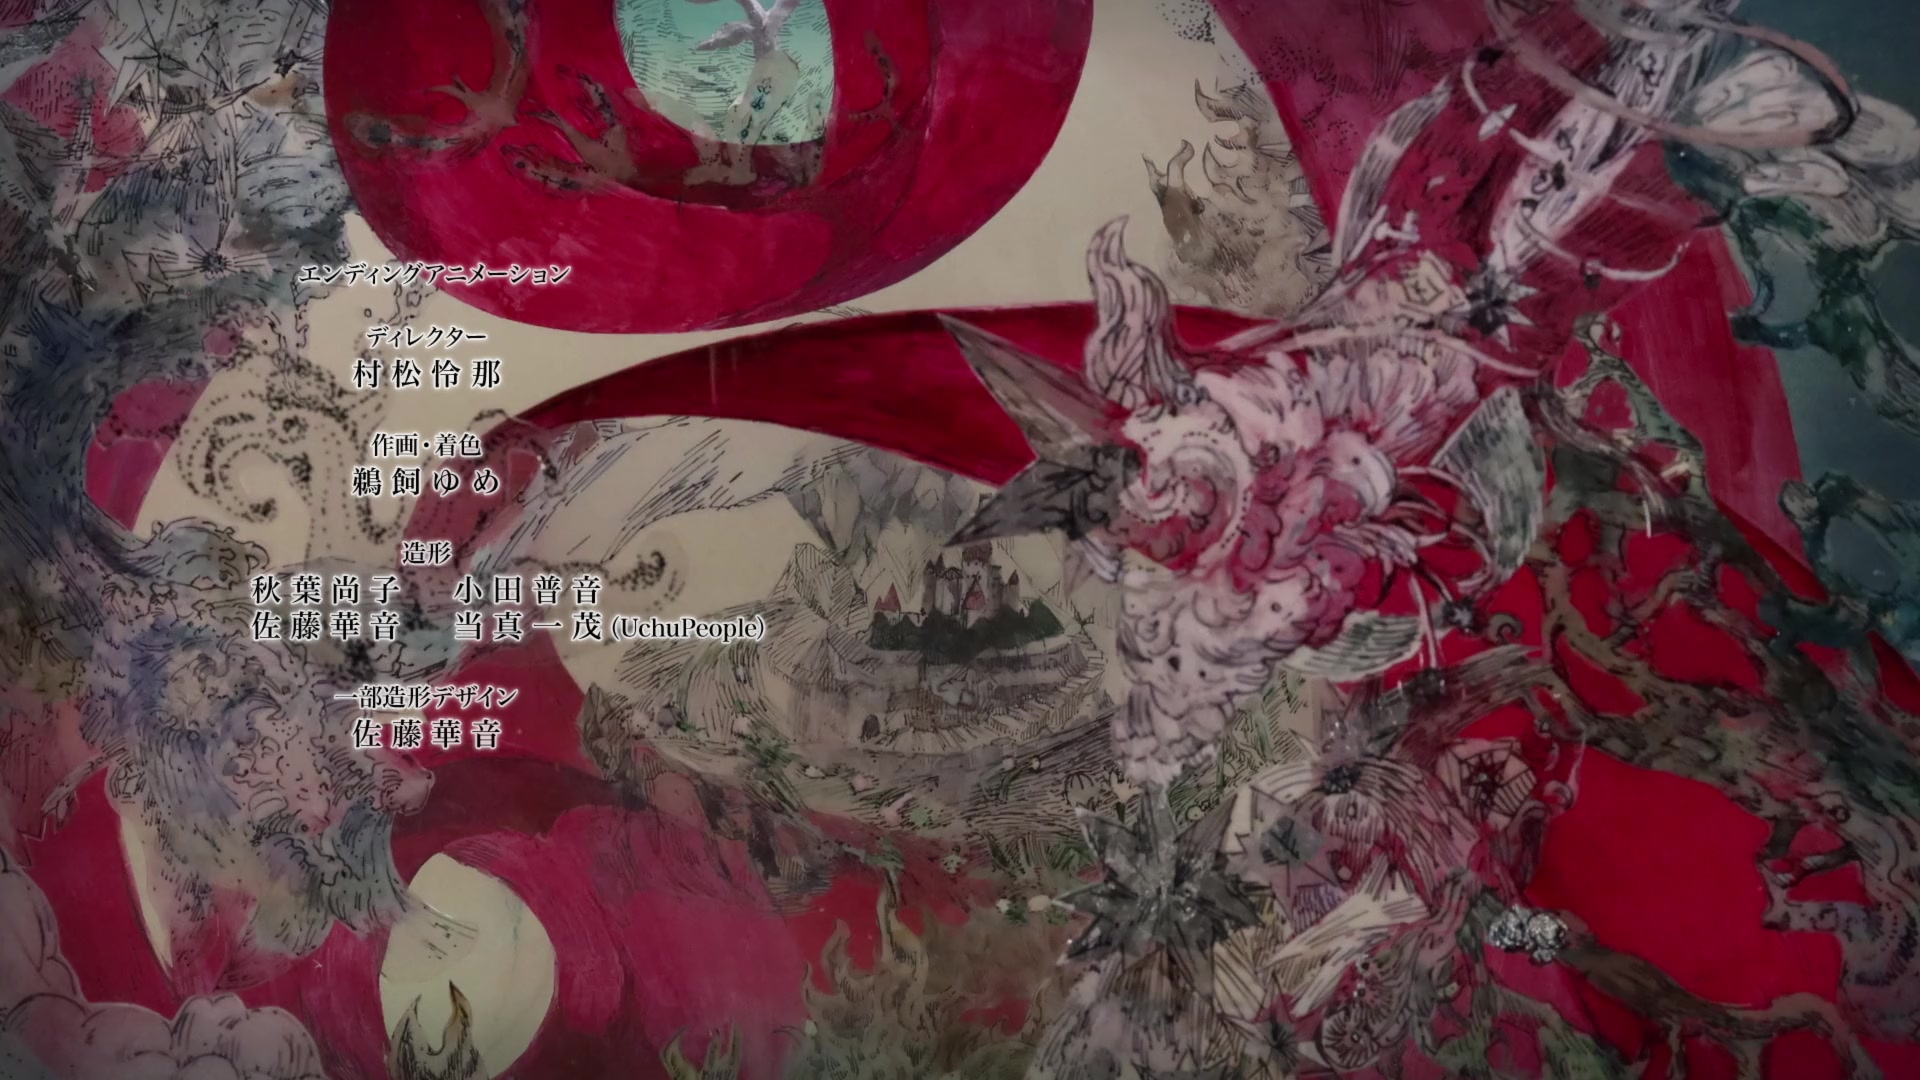 エンディングアニメーション
ディレクター
村松怜那
作画・着色
鵜飼ゆめ
造形
秋葉尚子 小田普音
佐藤華音 当真一茂(UchuPeople)
一部造形デザイン
佐藤華音